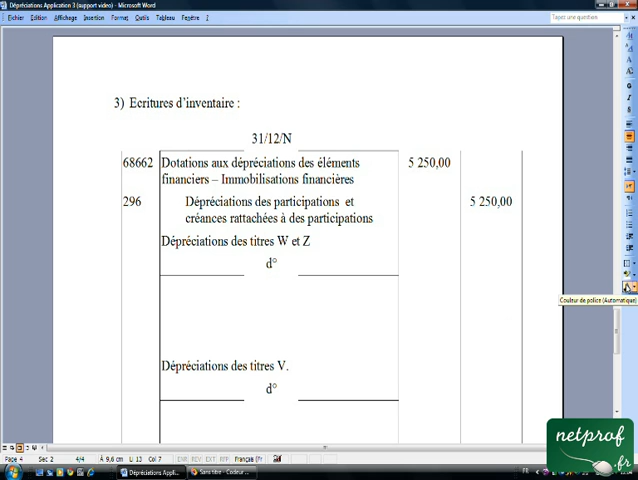 Dépréciations Application 3 (support video) - Microsoft Word
Fichier Edition Affichage Insertion Format Outils Tableau Fenêtre ?
Tapez une question
3) Ecritures d'inventaire :
31/12/N
68662 Dotations aux dépréciations des éléments 5 250,00
financiers – Immobilisations financières
296 Dépréciations des participations et 5 250,00
créances rattachées à des participations
Dépréciations des titres W et Z
d°
Couleur de police (Automatique)
Dépréciations des titres V.
d°
Page 4 Sec 2 4/4 À 9,6 cm Li 13 Col 7 ENR REV EXT RFP Français (Fr
Dépréciations Appli... Sans titre - Codeur ... FR
netprof
.fr